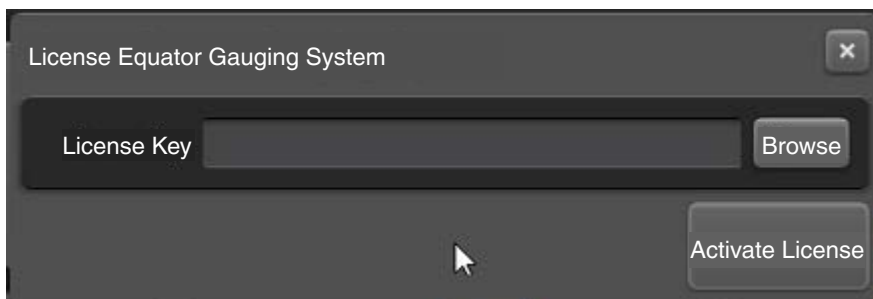 License Equator Gauging System
License Key
Browse
Activate License